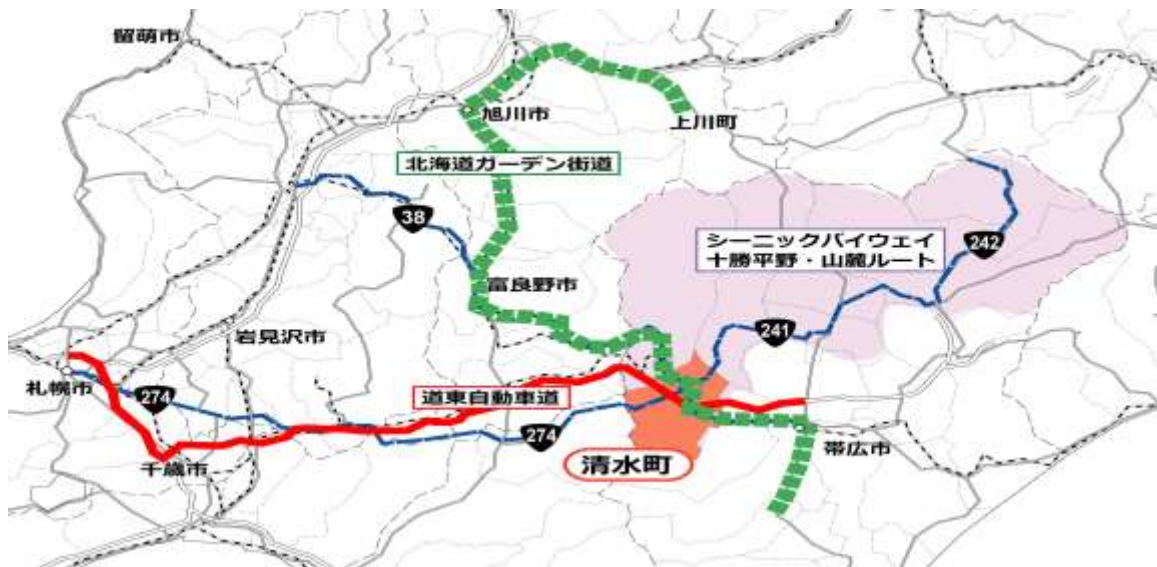 留萌市
旭川市
上川町
北海道ガーデン街道
38
シーニックバイウェイ
十勝平野・山麓ルート
242
富良野市
岩見沢市
241
札幌市
274
道東自動車道
274
千歳市
清水町
帯広市